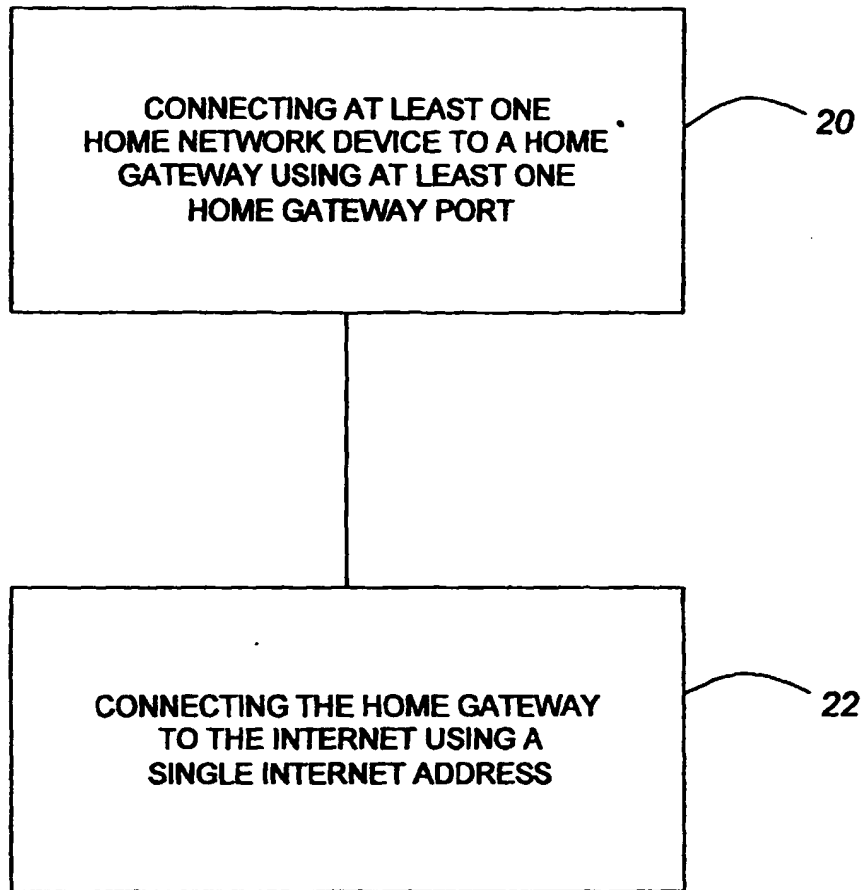 CONNECTING AT LEAST ONE
HOME NETWORK DEVICE TO A HOME
GATEWAY USING AT LEAST ONE
HOME GATEWAY PORT
20
CONNECTING THE HOME GATEWAY
TO THE INTERNET USING A
SINGLE INTERNET ADDRESS
22